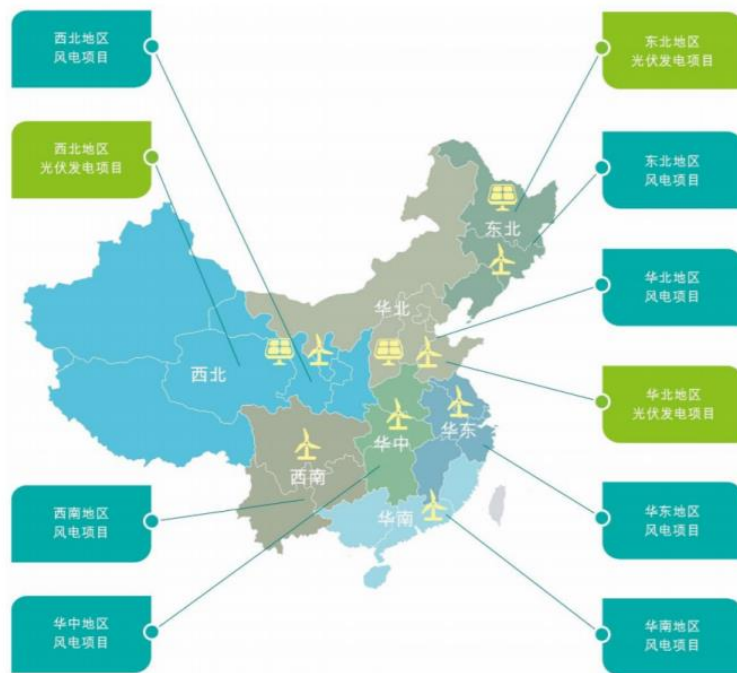 西北地区
风电项目
东北地区
光伏发电项目
西北地区
光伏发电项目
东北地区
风电项目
东北
华北地区
风电项目
华北
西北
华北地区
光伏发电项目
华东
华中
西南
西南地区
风电项目
华南
华东地区
风电项目
华中地区
风电项目
华南地区
风电项目